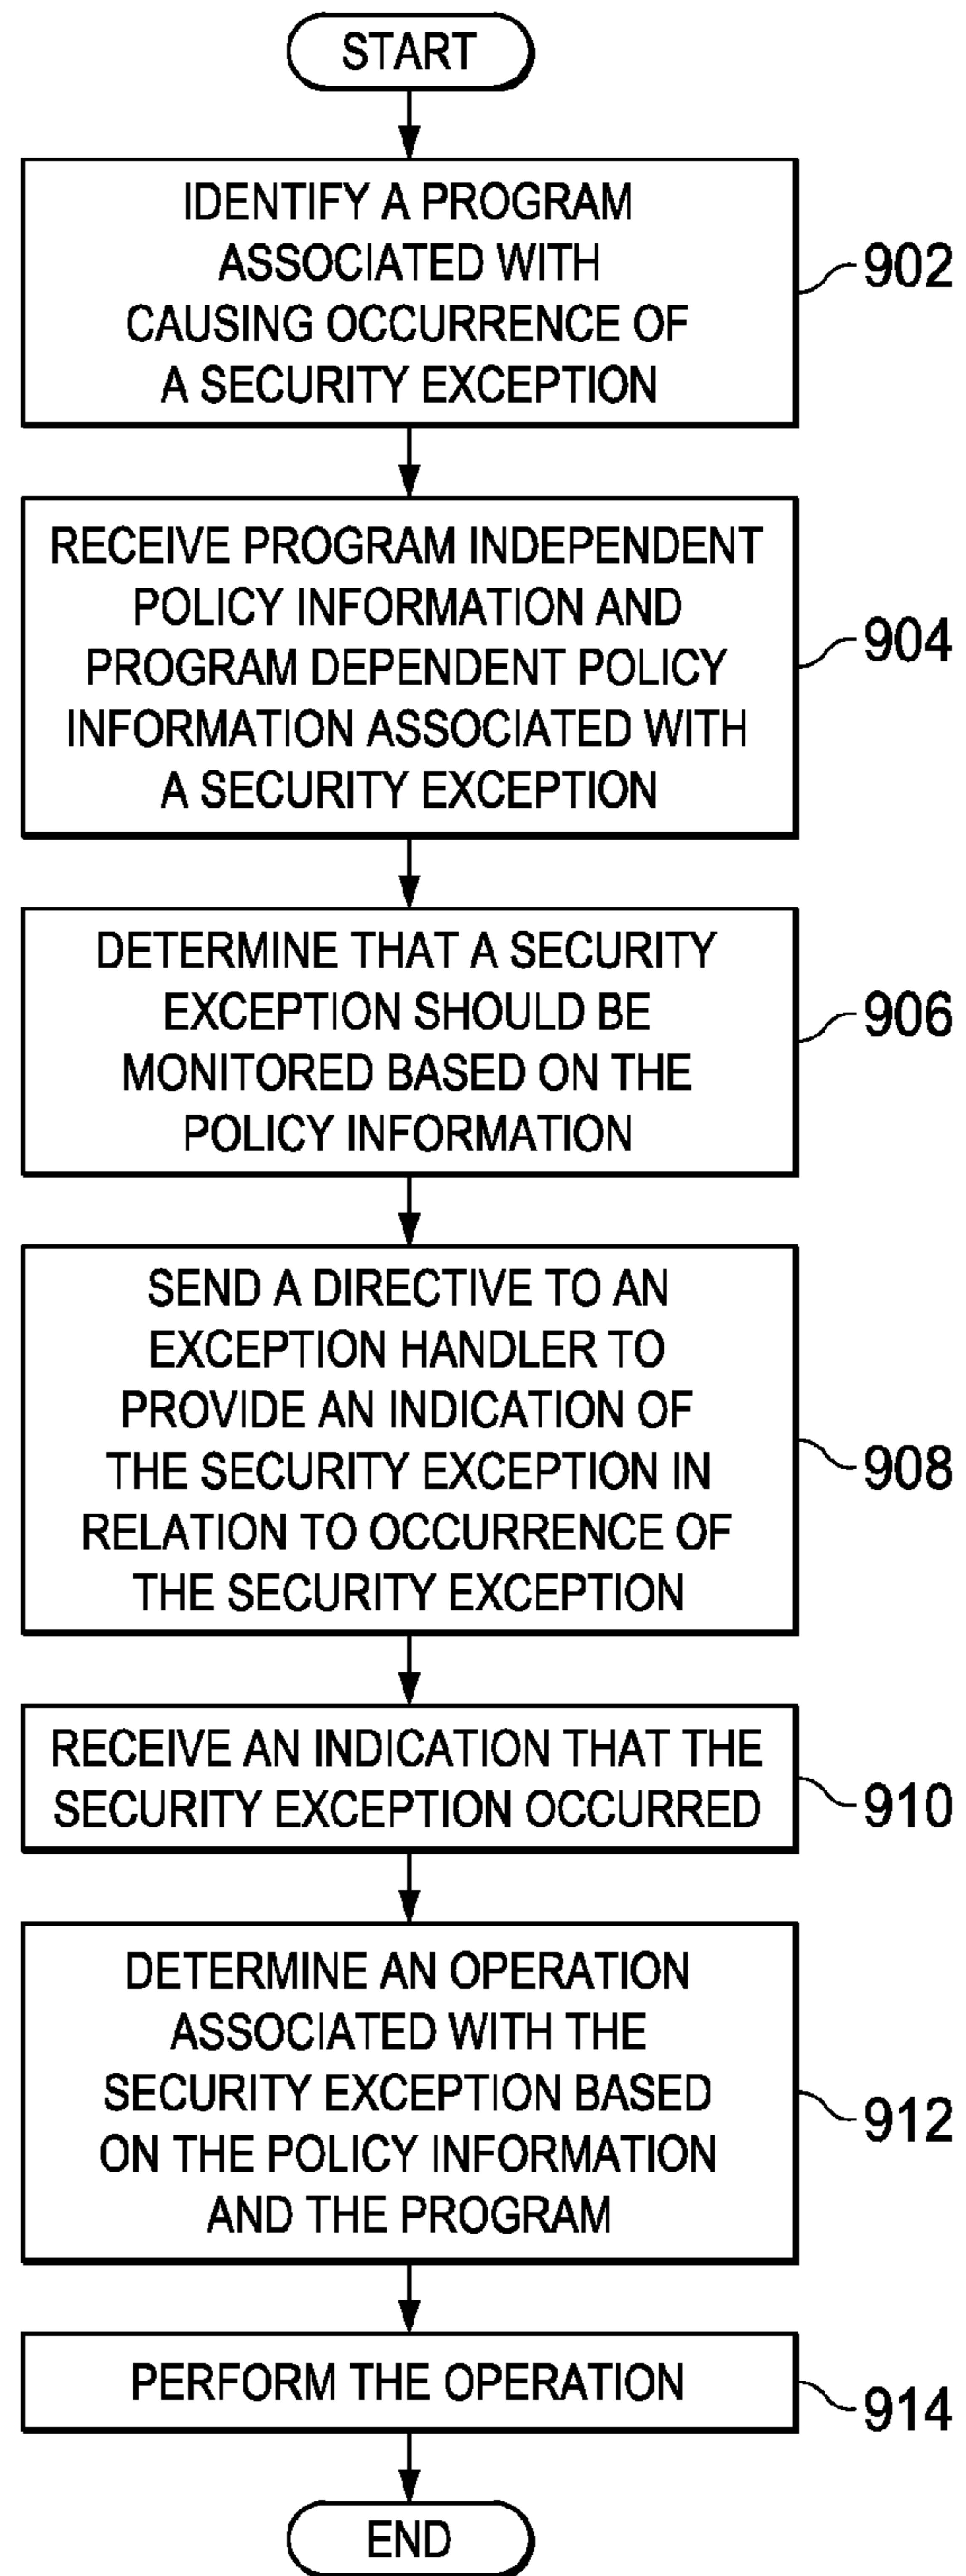 START
IDENTIFY A PROGRAM
ASSOCIATED WITH
CAUSING OCCURRENCE OF
A SECURITY EXCEPTION
902
RECEIVE PROGRAM INDEPENDENT
POLICY INFORMATION AND
PROGRAM DEPENDENT POLICY
INFORMATION ASSOCIATED WITH
A SECURITY EXCEPTION
904
DETERMINE THAT A SECURITY
EXCEPTION SHOULD BE
MONITORED BASED ON THE
POLICY INFORMATION
906
SEND A DIRECTIVE TO AN
EXCEPTION HANDLER TO
PROVIDE AN INDICATION OF
THE SECURITY EXCEPTION IN
RELATION TO OCCURRENCE OF
THE SECURITY EXCEPTION
908
RECEIVE AN INDICATION THAT THE
SECURITY EXCEPTION OCCURRED
910
DETERMINE AN OPERATION
ASSOCIATED WITH THE
SECURITY EXCEPTION BASED
ON THE POLICY INFORMATION
AND THE PROGRAM
912
PERFORM THE OPERATION
914
END